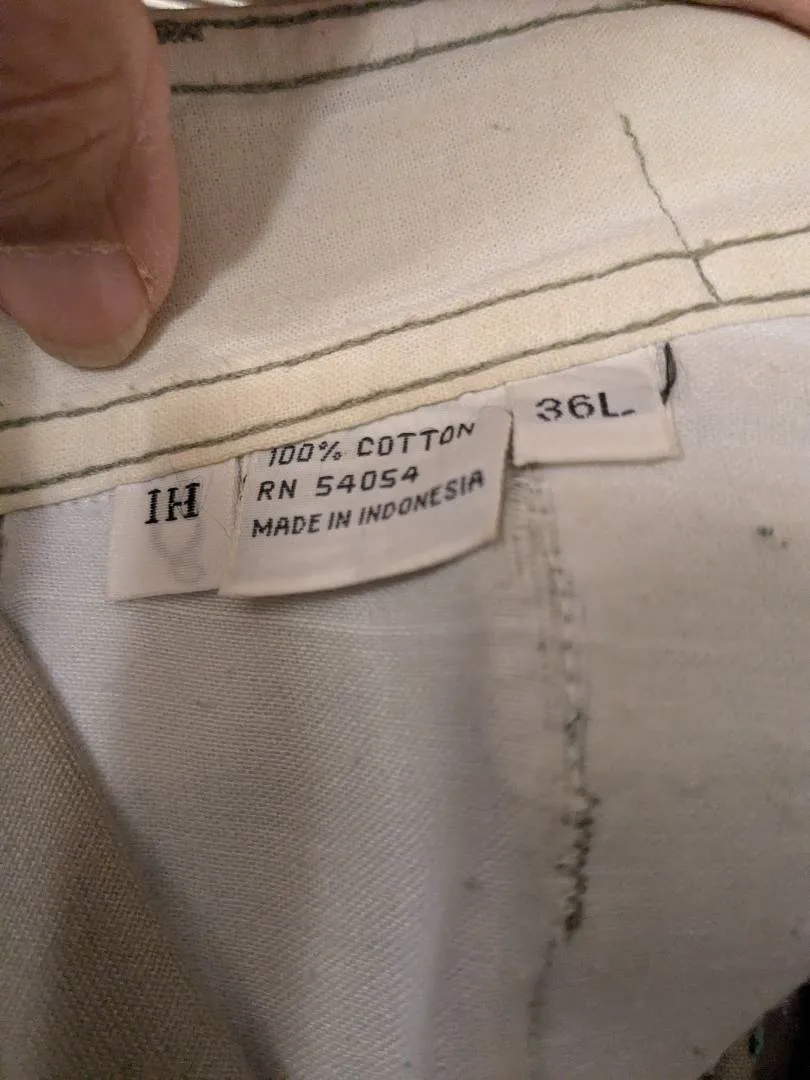 IH
100% COTTON
RN 54054
MADE IN INDONESIA
36L